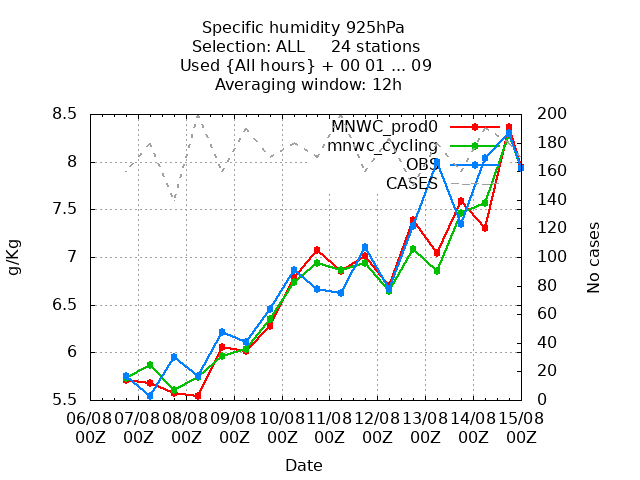 Specific humidity 925hPa
Selection: ALL     24 stations
Used {All hours} + 00 01 ... 09
Averaging window: 12h
MNWC_prod0
mnwc_cycling
OBS
CASES
8.5
8
7.5
7
6.5
6
5.5
g/Kg
200
180
160
140
120
100
80
60
40
20
0
No cases
06/08 07/08 08/08 09/08 10/08 11/08 12/08 13/08 14/08 15/08
00Z 00Z 00Z 00Z 00Z 00Z 00Z 00Z 00Z 00Z
Date